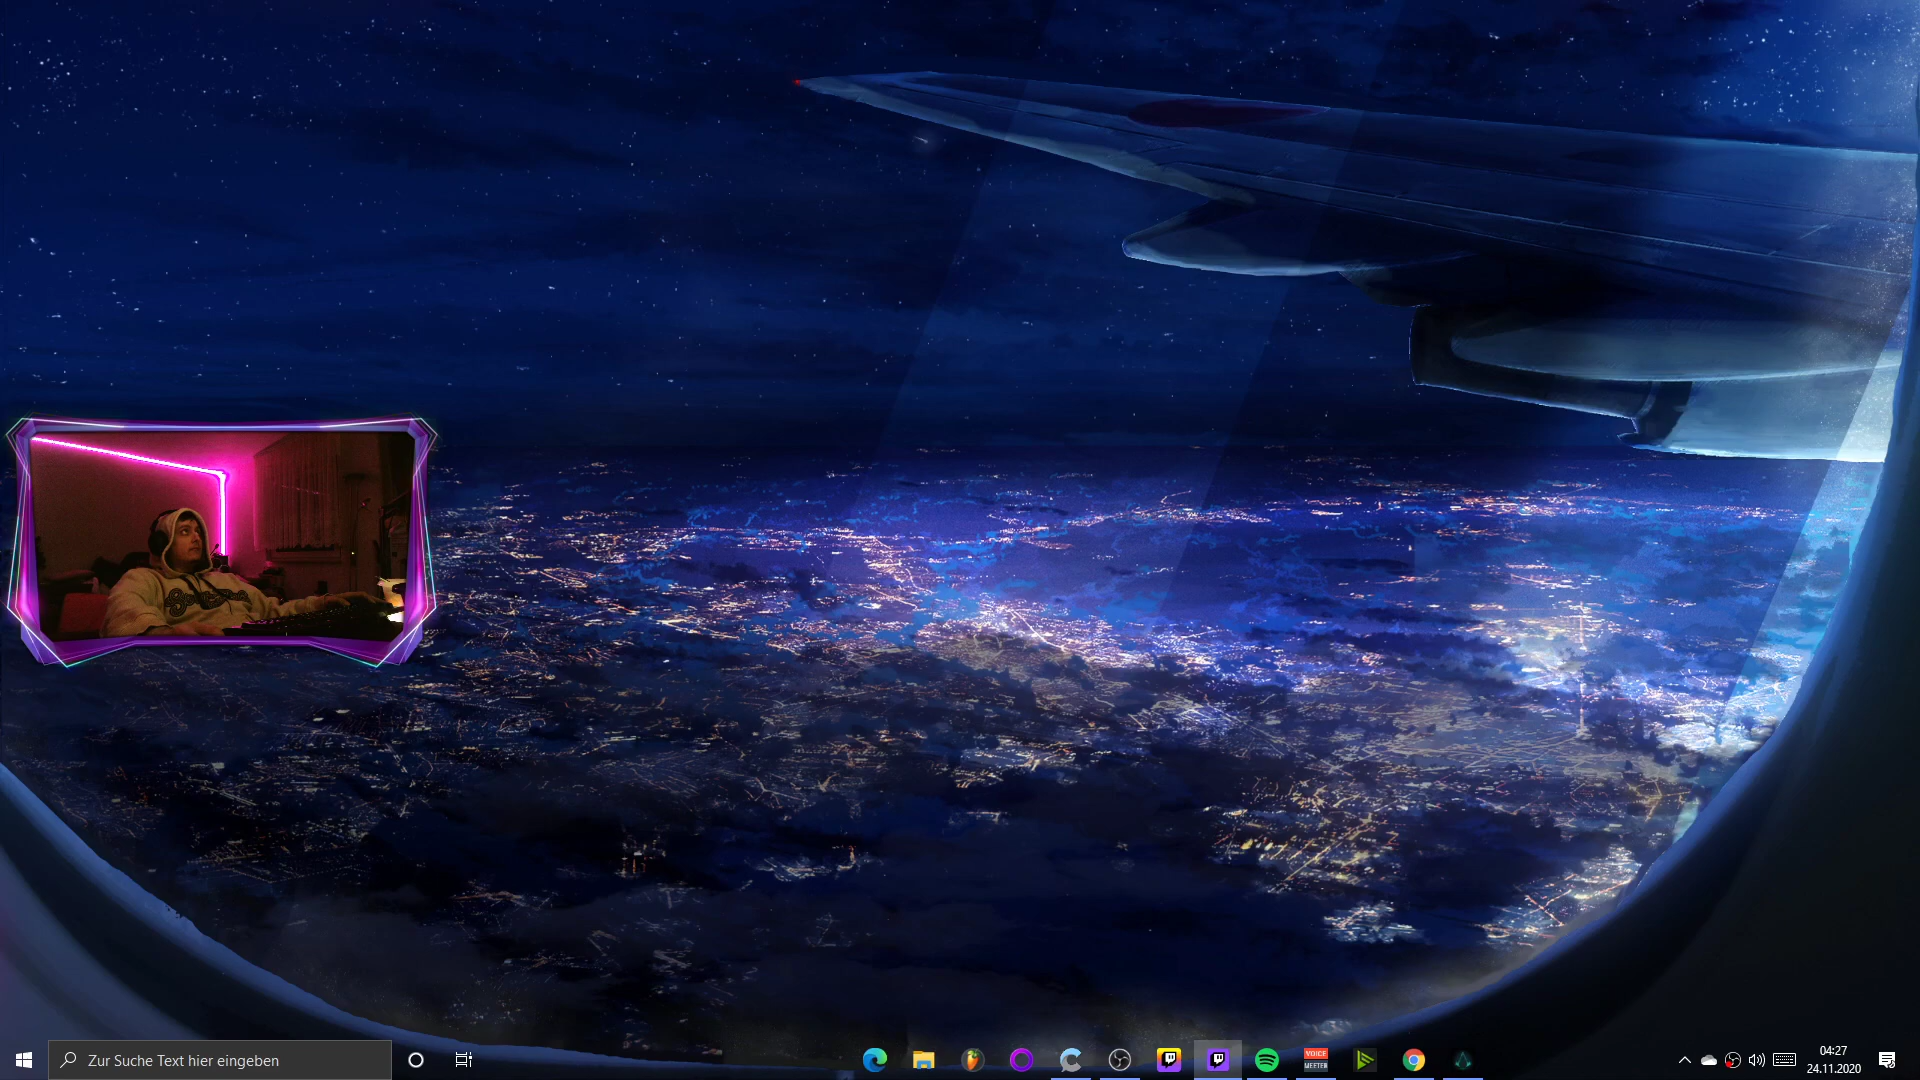 Zur Suche Text hier eingeben
VOICE
MEETER
04:27
24.11.2020